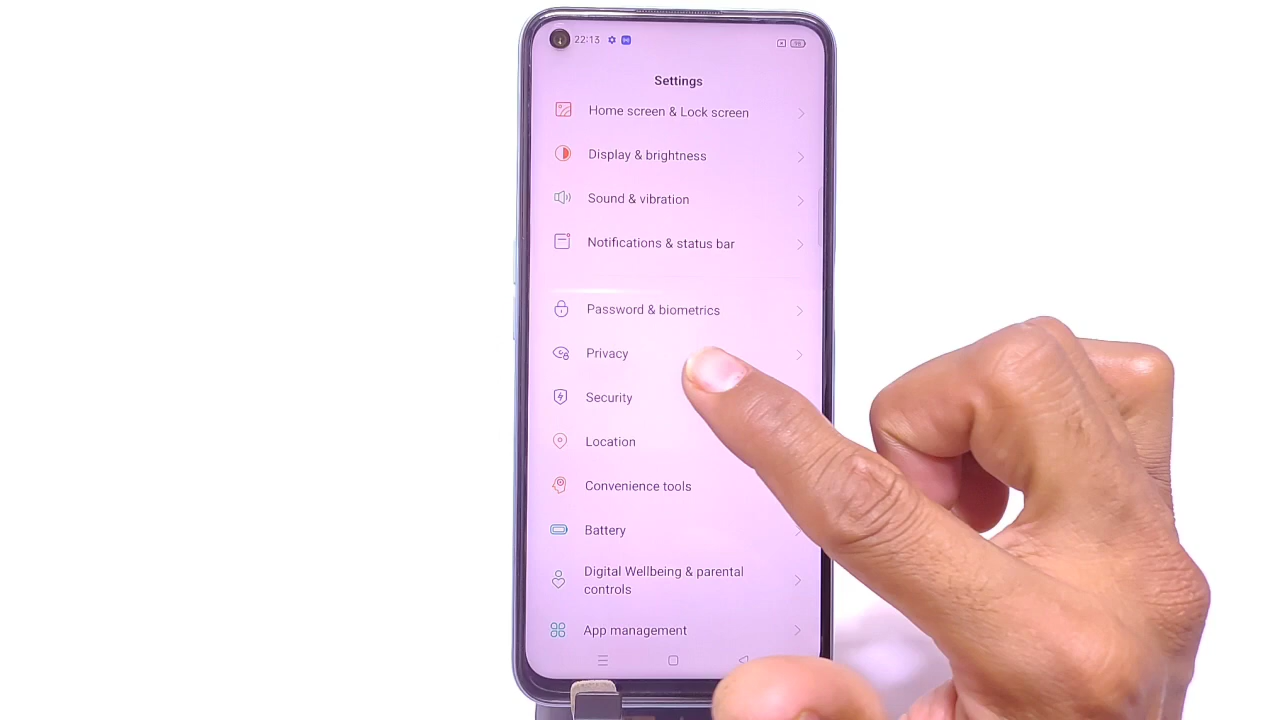 22:13
Settings
Home screen & Lock screen
Display & brightness
Sound & vibration
Notifications & status bar
Password & biometrics
Privacy
Security
Location
Convenience tools
Battery
Digital Wellbeing & parental
controls
App management